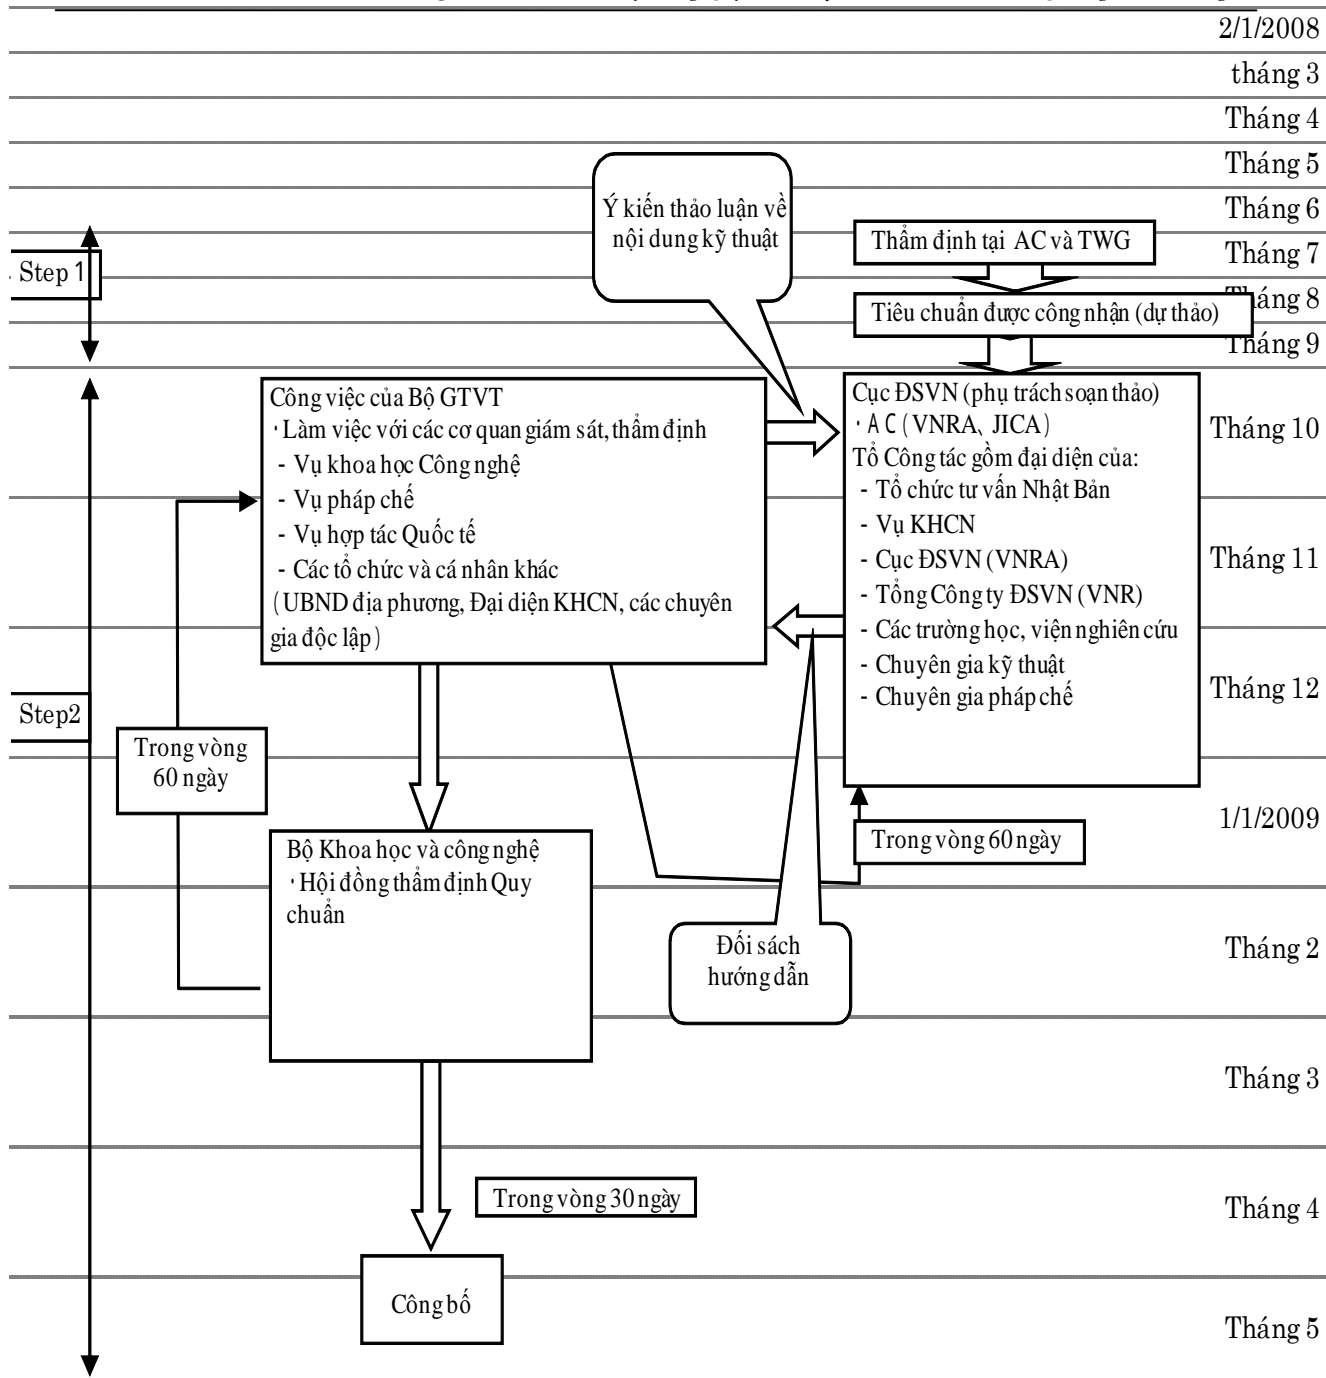 2/1/2008
tháng 3
Tháng 4
Tháng 5
Tháng 6
Tháng 7
Tháng 8
Tháng 9
Tháng 10
Tháng 11
Tháng 12
1/1/2009
Tháng 2
Tháng 3
Tháng 4
Tháng 5
Step 1
Step2
Ý kiến thảo luận về
nội dung kỹ thuật
Thẩm định tại AC và TWG
Tiêu chuẩn được công nhận (dự thảo)
Công việc của Bộ GTVT
・Làm việc với các cơ quan giám sát, thẩm định
- Vụ khoa học Công nghệ
- Vụ pháp chế
- Vụ hợp tác Quốc tế
- Các tổ chức và cá nhân khác
(UBND địa phương, Đại diện KHCN, các chuyên
gia độc lập)
Cục ĐSVN (phụ trách soạn thảo)
・AC(VNRA、JICA)
Tổ Công tác gồm đại diện của:
- Tổ chức tư vấn Nhật Bản
- Vụ KHCN
- Cục ĐSVN (VNRA)
- Tổng Công ty ĐSVN (VNR)
- Các trường học, viện nghiên cứu
- Chuyên gia kỹ thuật
- Chuyên gia pháp chế
Trong vòng
60 ngày
Trong vòng 60 ngày
Bộ Khoa học và công nghệ
・Hội đồng thẩm định Quy
chuẩn
Đối sách
hướng dẫn
Trong vòng 30 ngày
Công bố